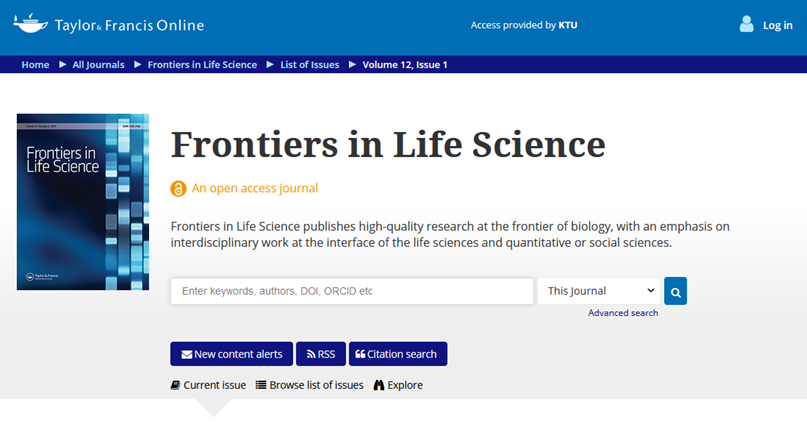 Taylor & Francis Online
Access provided by KTU
Log in
Home
All Journals
Frontiers in Life Science
List of Issues
Volume 12, Issue 1
Frontiers in
Life Science
Taylor & Francis
Frontiers in Life Science
An open access journal
Frontiers in Life Science publishes high-quality research at the frontier of biology, with an emphasis on
interdisciplinary work at the interface of the life sciences and quantitative or social sciences.
Enter keywords, authors, DOI, ORCID etc
This Journal
Advanced search
New content alerts
RSS
Citation search
Current issue
Browse list of issues
Explore